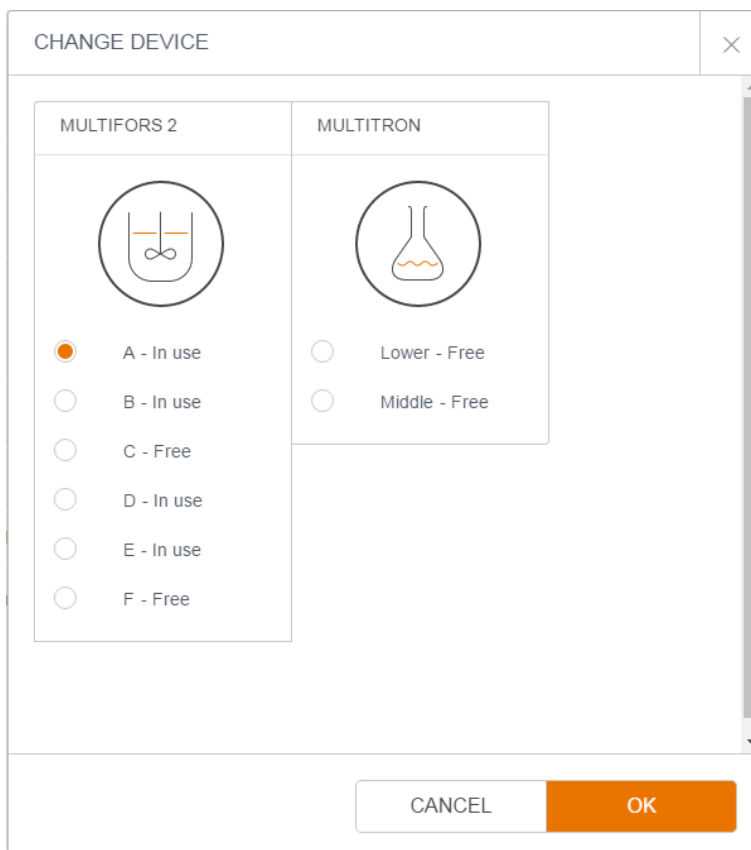 CHANGE DEVICE
MULTIFORS 2
A - In use
B - In use
C - Free
D - In use
E - In use
F - Free
MULTITRON
Lower - Free
Middle - Free
CANCEL
OK